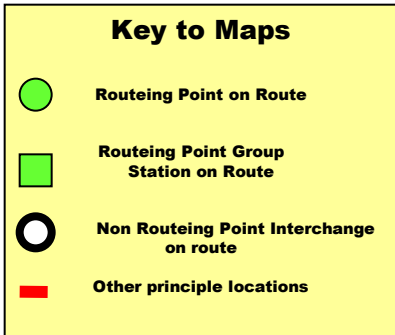 Key to Maps
Routeing Point on Route
Routeing Point Group
Station on Route
Non Routeing Point Interchange
on route
Other principle locations